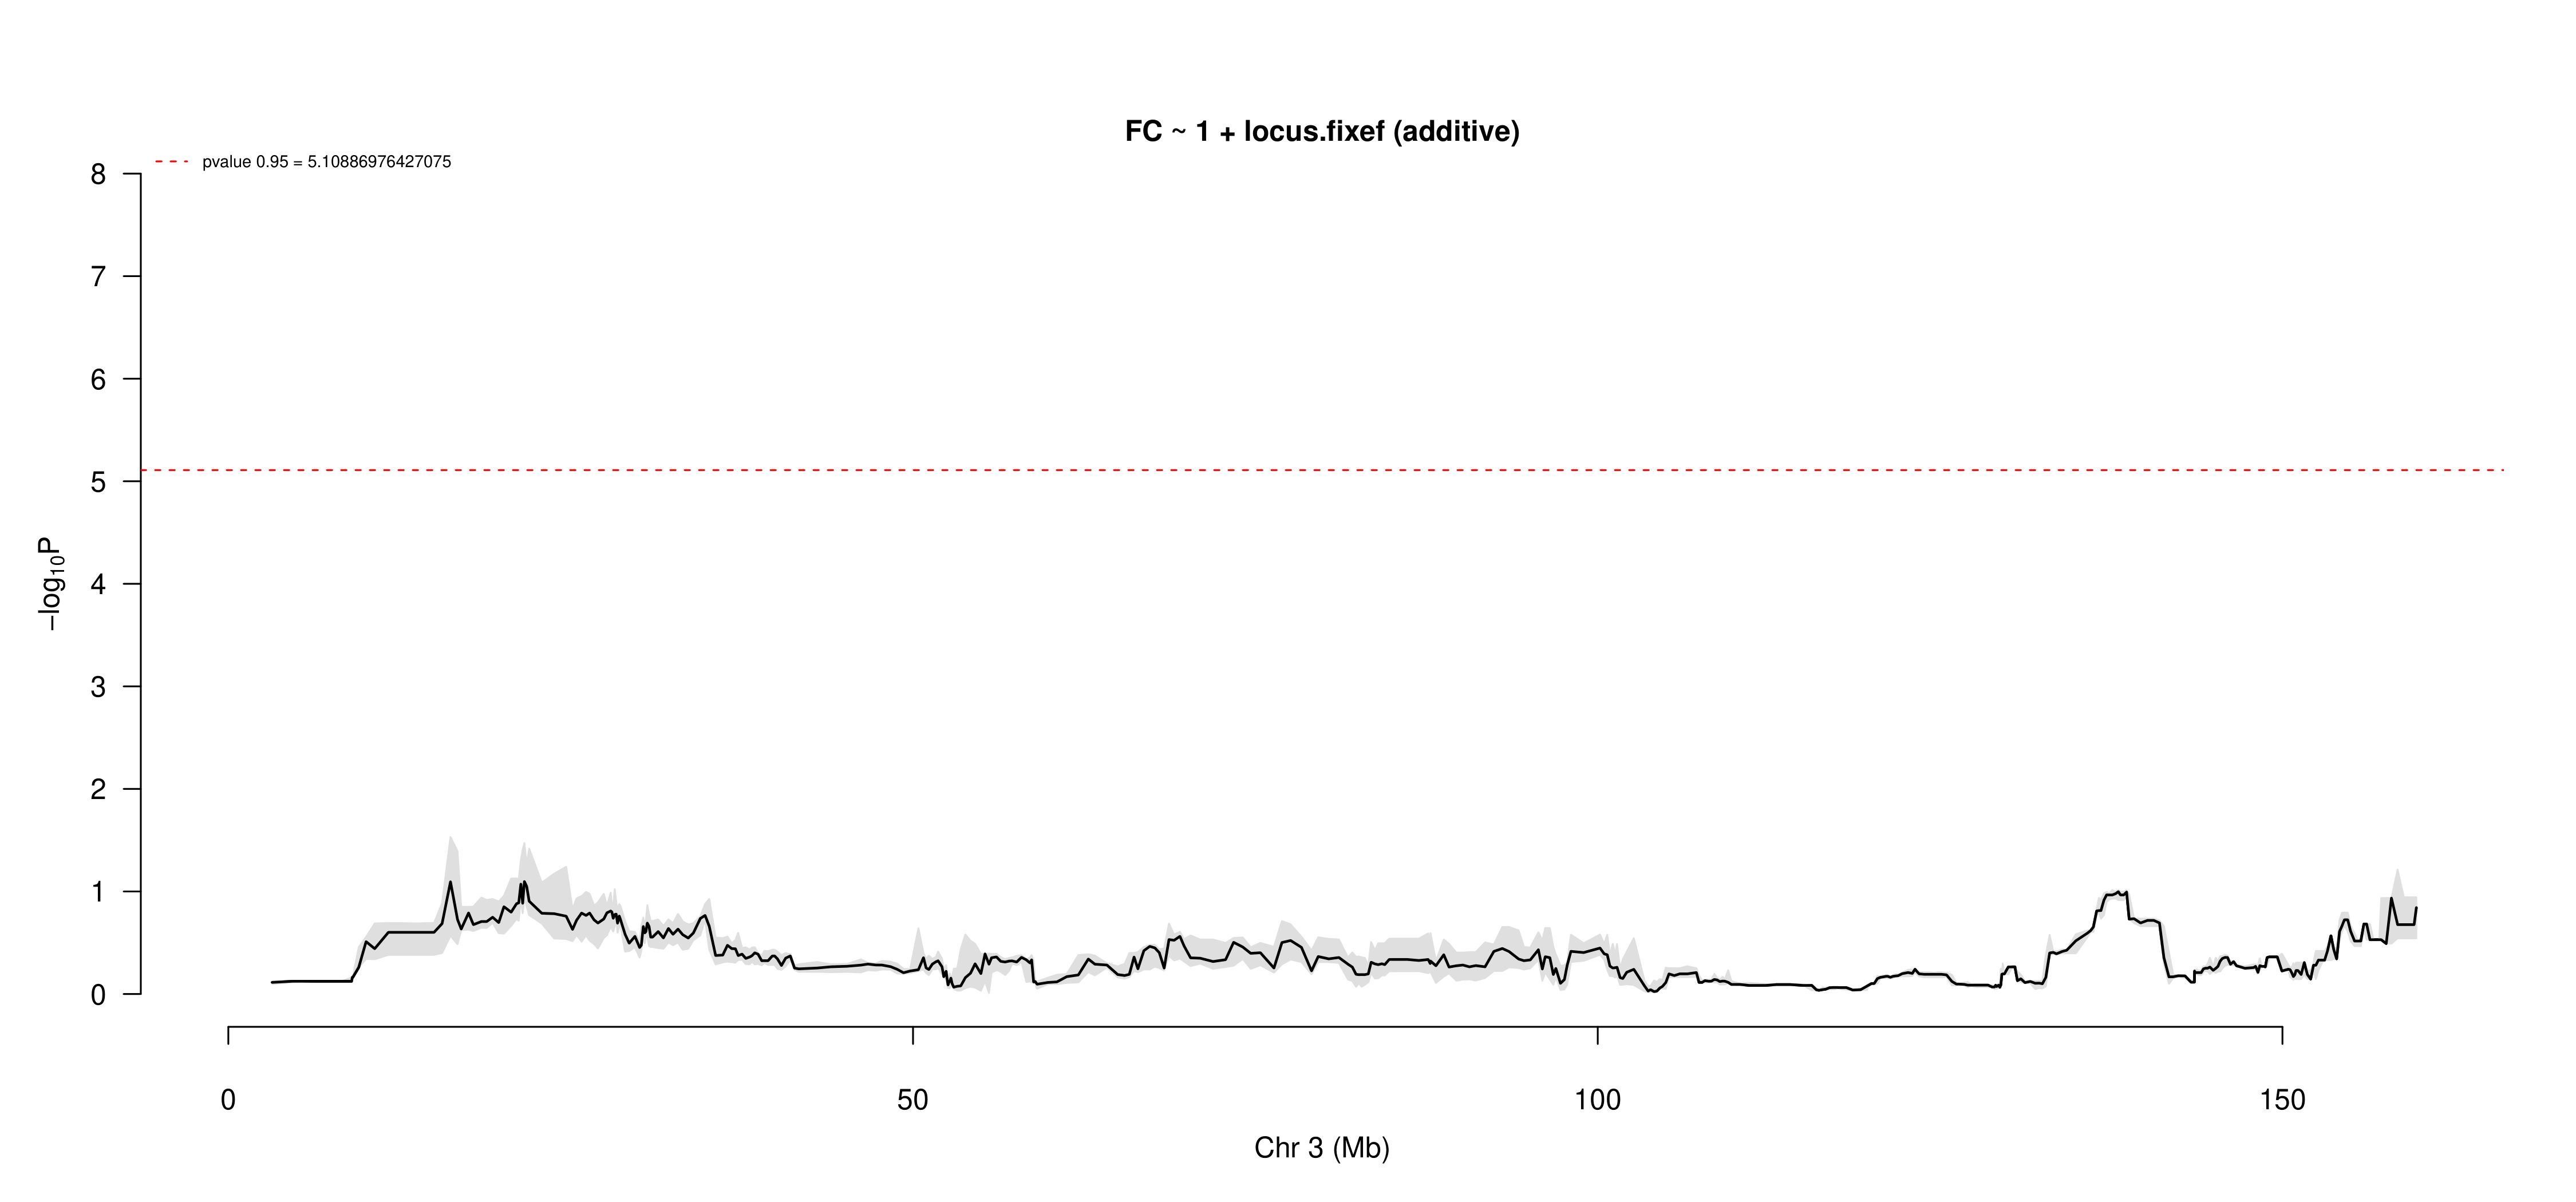 FC ~ 1 + locus.fixef (additive)
pvalue 0.95 = 5.10886976427075
8
7
6
5
4
3
2
1
0
−log10P
0 50 100 150
Chr 3 (Mb)